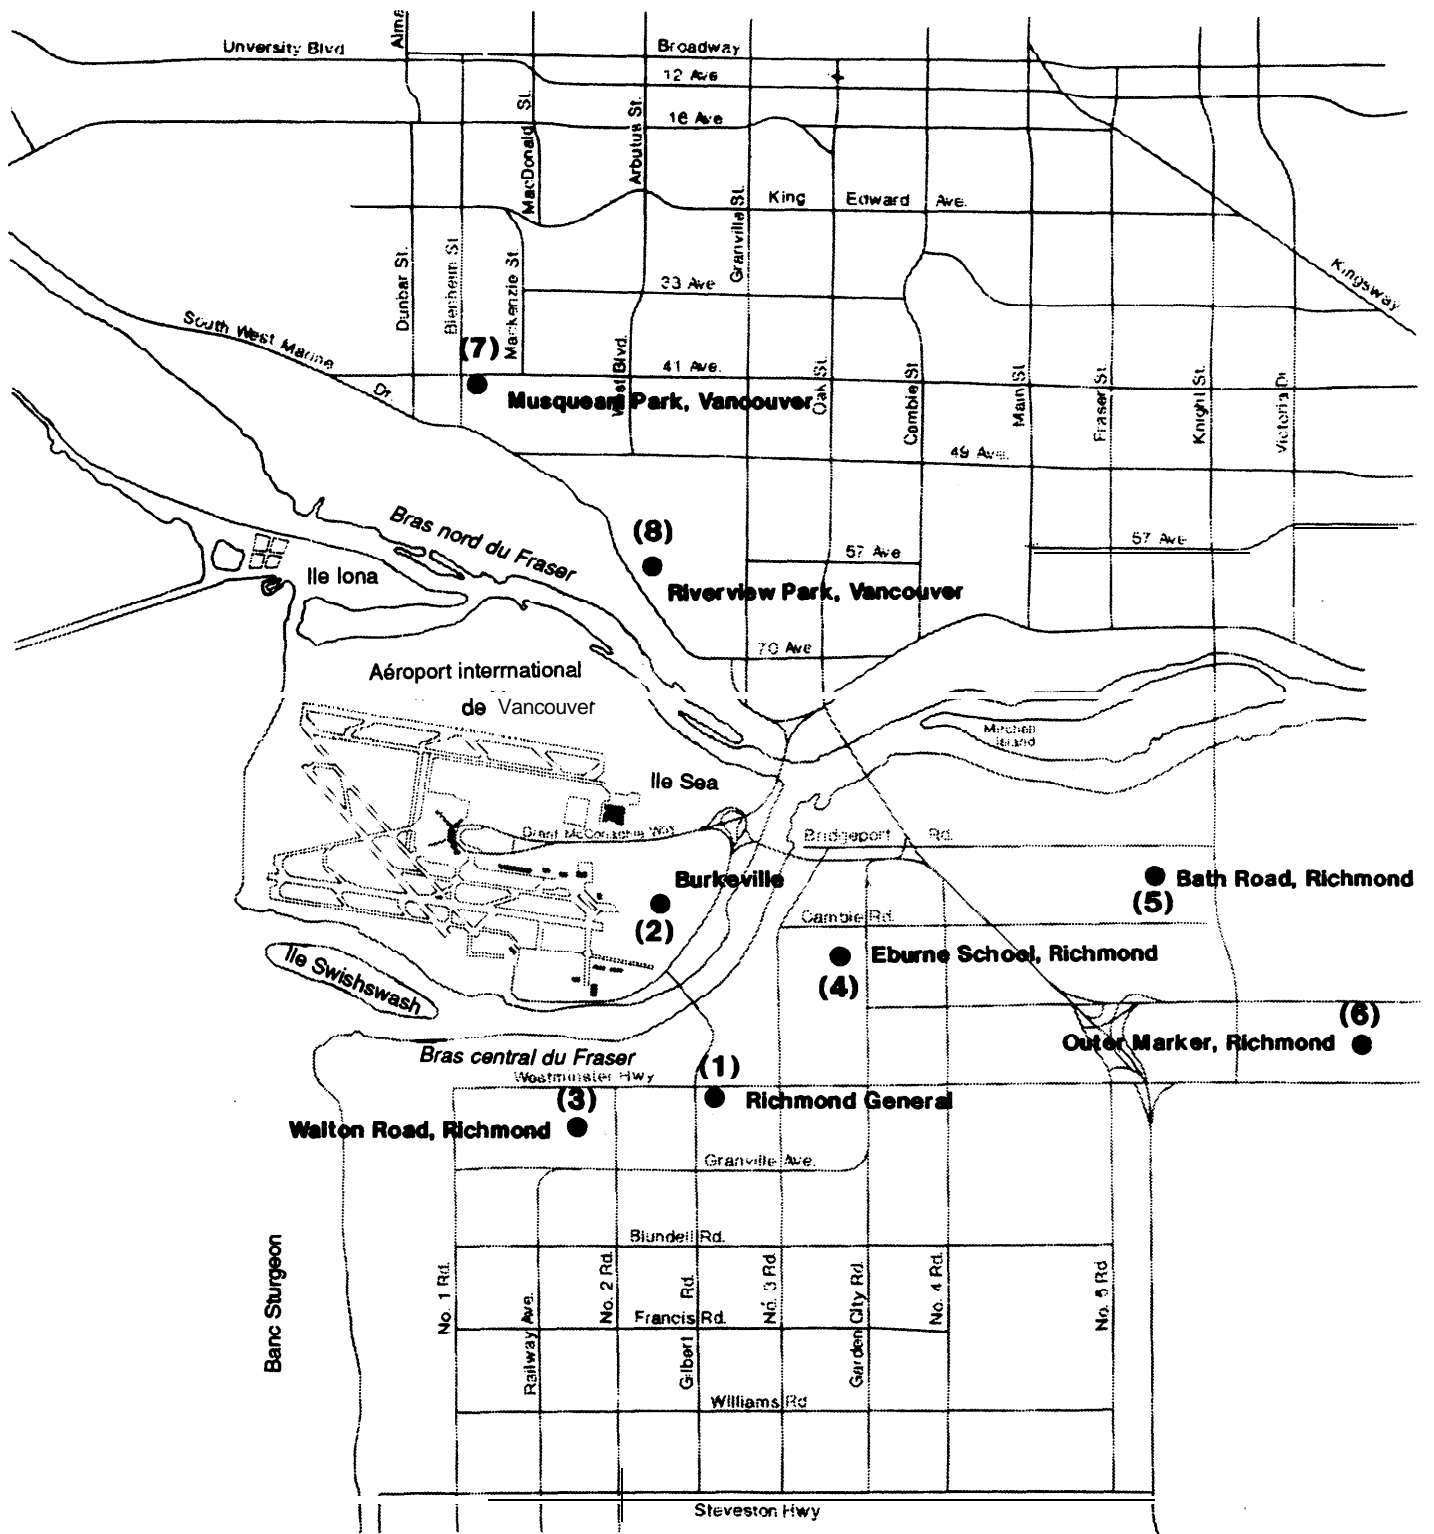 Unversity Blvd
Alma
Broadway
12 Ave
16 Ave
MacDonald St.
Arbutus St.
King Edward Ave.
Granville St.
Dunbar St.
Blenheim St
Mackenzie St.
33 Ave
Kingsway
South West Marine Dr.
(7)
41 Ave.
West Blvd.
Oak St.
Cambie St
Main St.
Fraser St.
Knight St.
Victoria Dr
Musqueam Park, Vancouver
49 Ave.
Bras nord du Fraser
(8)
57 Ave
57 Ave
Ile Iona
Riverview Park, Vancouver
70 Ave
Aéroport interrnational
de Vancouver
Mitchell
Island
Ile Sea
Grant McConachie Way
Bridgeport Rd.
Burkeville
(2)
Bath Road, Richmond
(5)
Cambie Rd.
Eburne School, Richmond
(4)
Ile Swishswash
(6)
Outer Marker, Richmond
Bras central du Fraser
Westminster Hwy
(1)
Richmond General
(3)
Walton Road, Richmond
Granville Ave.
Blundell Rd.
Banc Sturgeon
No. 1 Rd.
Railway Ave.
No. 2 Rd.
Gilbert Rd.
No. 3 Rd.
Garden City Rd.
No. 4 Rd.
No. 5 Rd
Francis Rd.
Williams Rd
Steveston Hwy